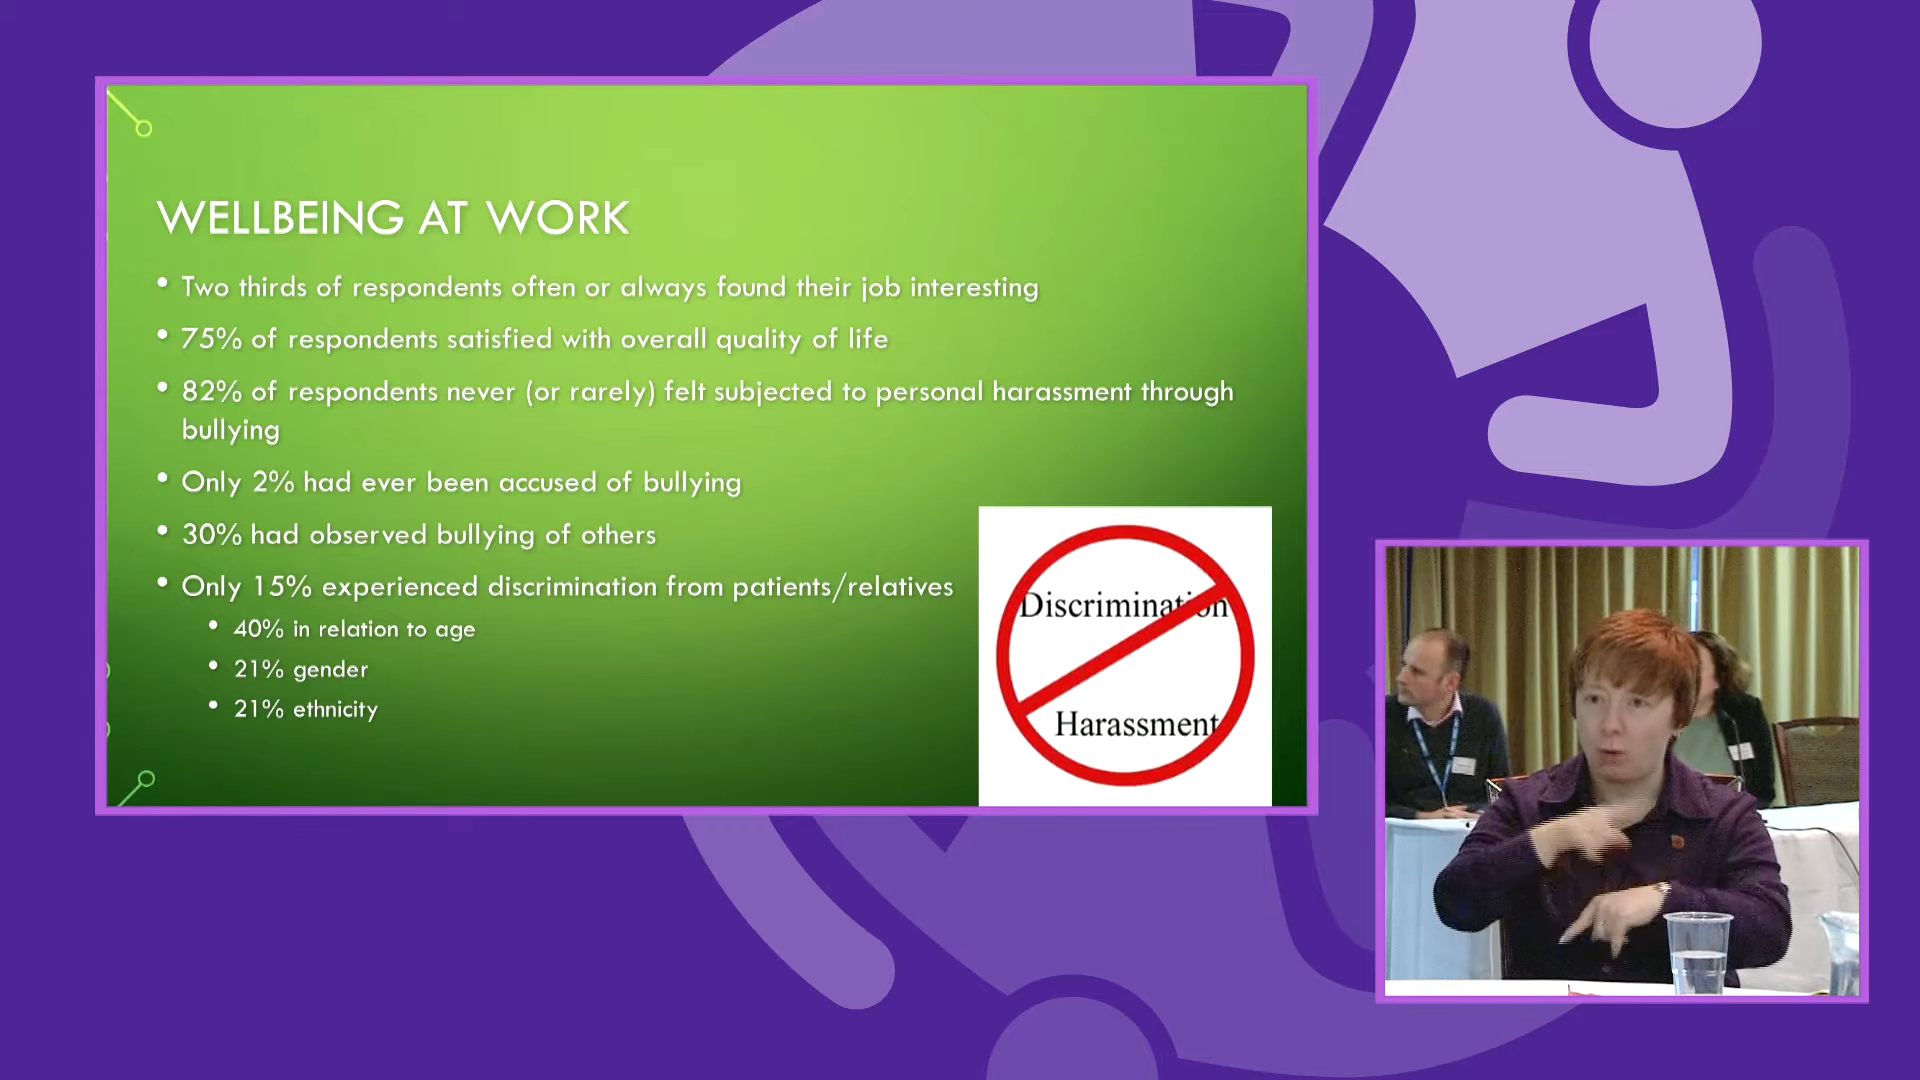 WELLBEING AT WORK
• Two thirds of respondents often or always found their job interesting
• 75% of respondents satisfied with overall quality of life
• 82% of respondents never (or rarely) felt subjected to personal harassment through
bullying
• Only 2% had ever been accused of bullying
• 30% had observed bullying of others
• Only 15% experienced discrimination from patients/relatives
• 40% in relation to age
• 21% gender
• 21% ethnicity
Discrimination
Harassment